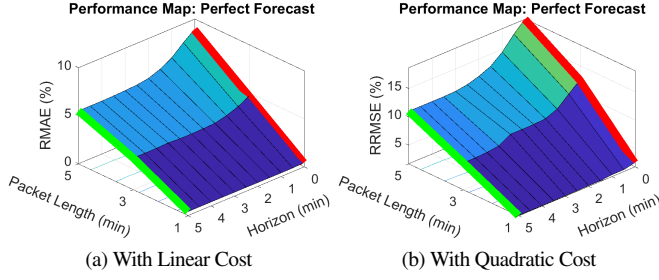 Performance Map: Perfect Forecast
10
5
0
RMAE (%)
5
3
1
Packet Length (min)
5
4
3
2
1
0
Horizon (min)
(a) With Linear Cost
Performance Map: Perfect Forecast
15
10
5
RRMSE (%)
5
3
1
Packet Length (min)
5
4
3
2
1
0
Horizon (min)
(b) With Quadratic Cost